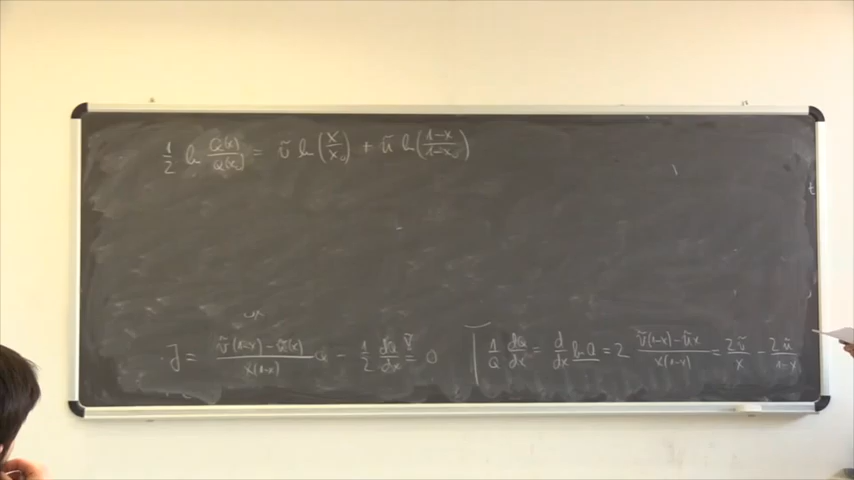 1/2 ln Q(x)/Q(x₀) = ṽ ln(x/x₀) + ũ ln((1-x)/(1-x₀))
J = (ṽ(1-x) - ũ(x))/(x(1-x)) Q - 1/2 dQ/dx = 0
1/Q dQ/dx = d/dx ln Q = 2 (ṽ(1-x) - ũx)/(x(1-x)) = 2ṽ/x - 2ũ/(1-x)